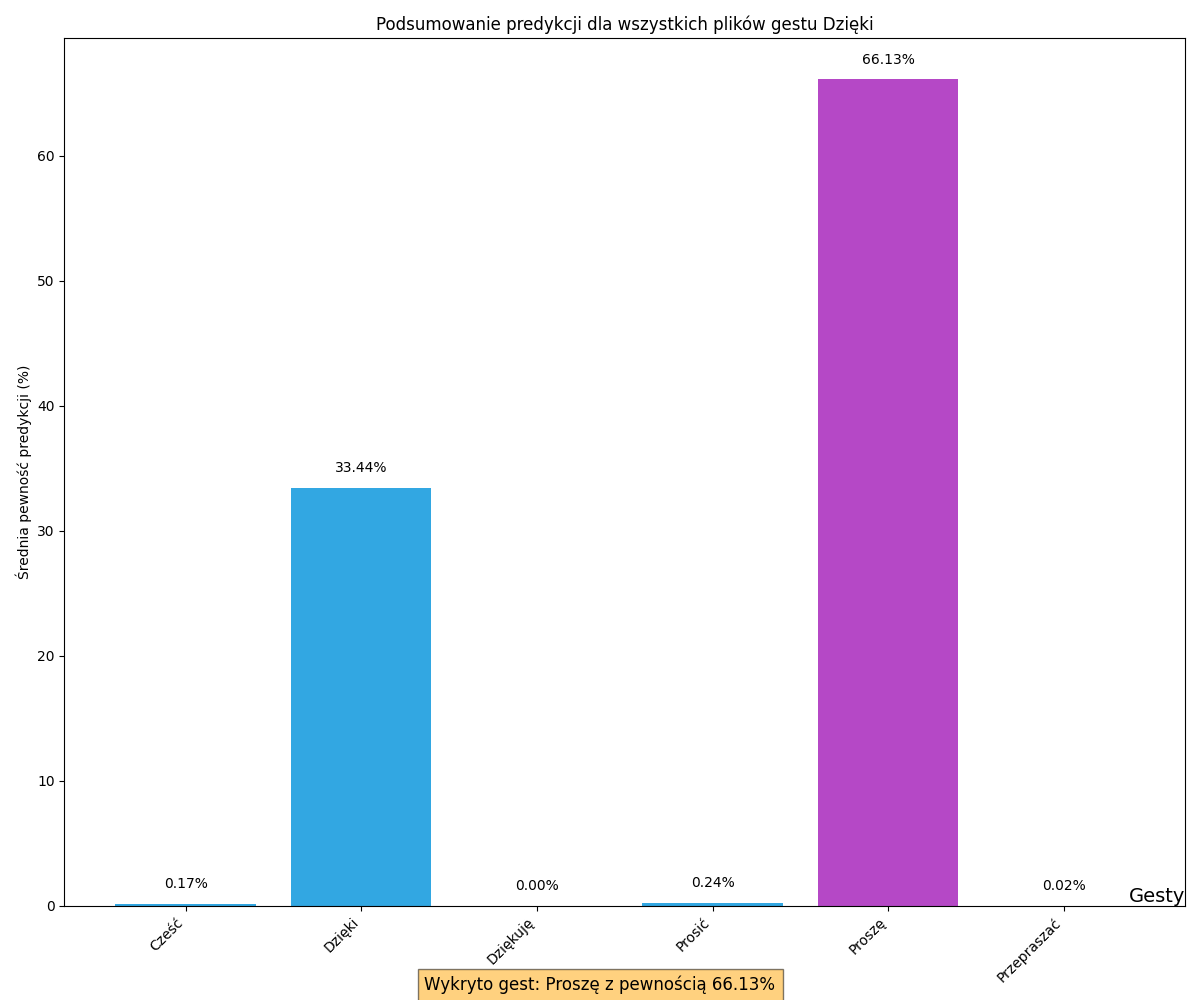 Podsumowanie predykcji dla wszystkich plików gestu Dzięki
Średnia pewność predykcji (%)
66.13%
60
50
40
33.44%
30
20
10
0.17%
0.00%
0.24%
0.02%
0
Gesty
Cześć
Dzięki
Dziękuję
Prosić
Proszę
Przepraszać
Wykryto gest: Proszę z pewnością 66.13%